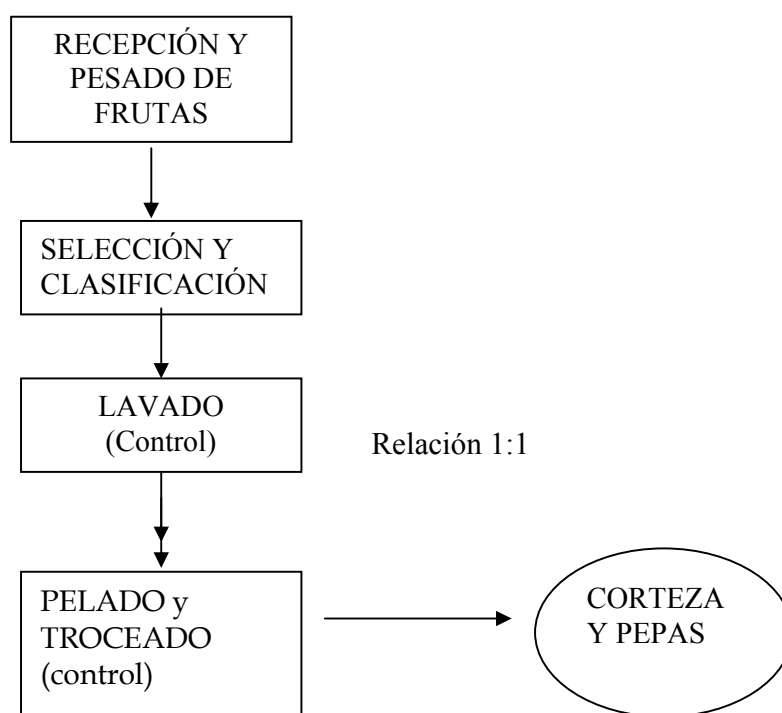 RECEPCIÓN Y
PESADO DE
FRUTAS
SELECCIÓN Y
CLASIFICACIÓN
LAVADO
(Control)
Relación 1:1
PELADO y
TROCEADO
(control)
CORTEZA
Y PEPAS